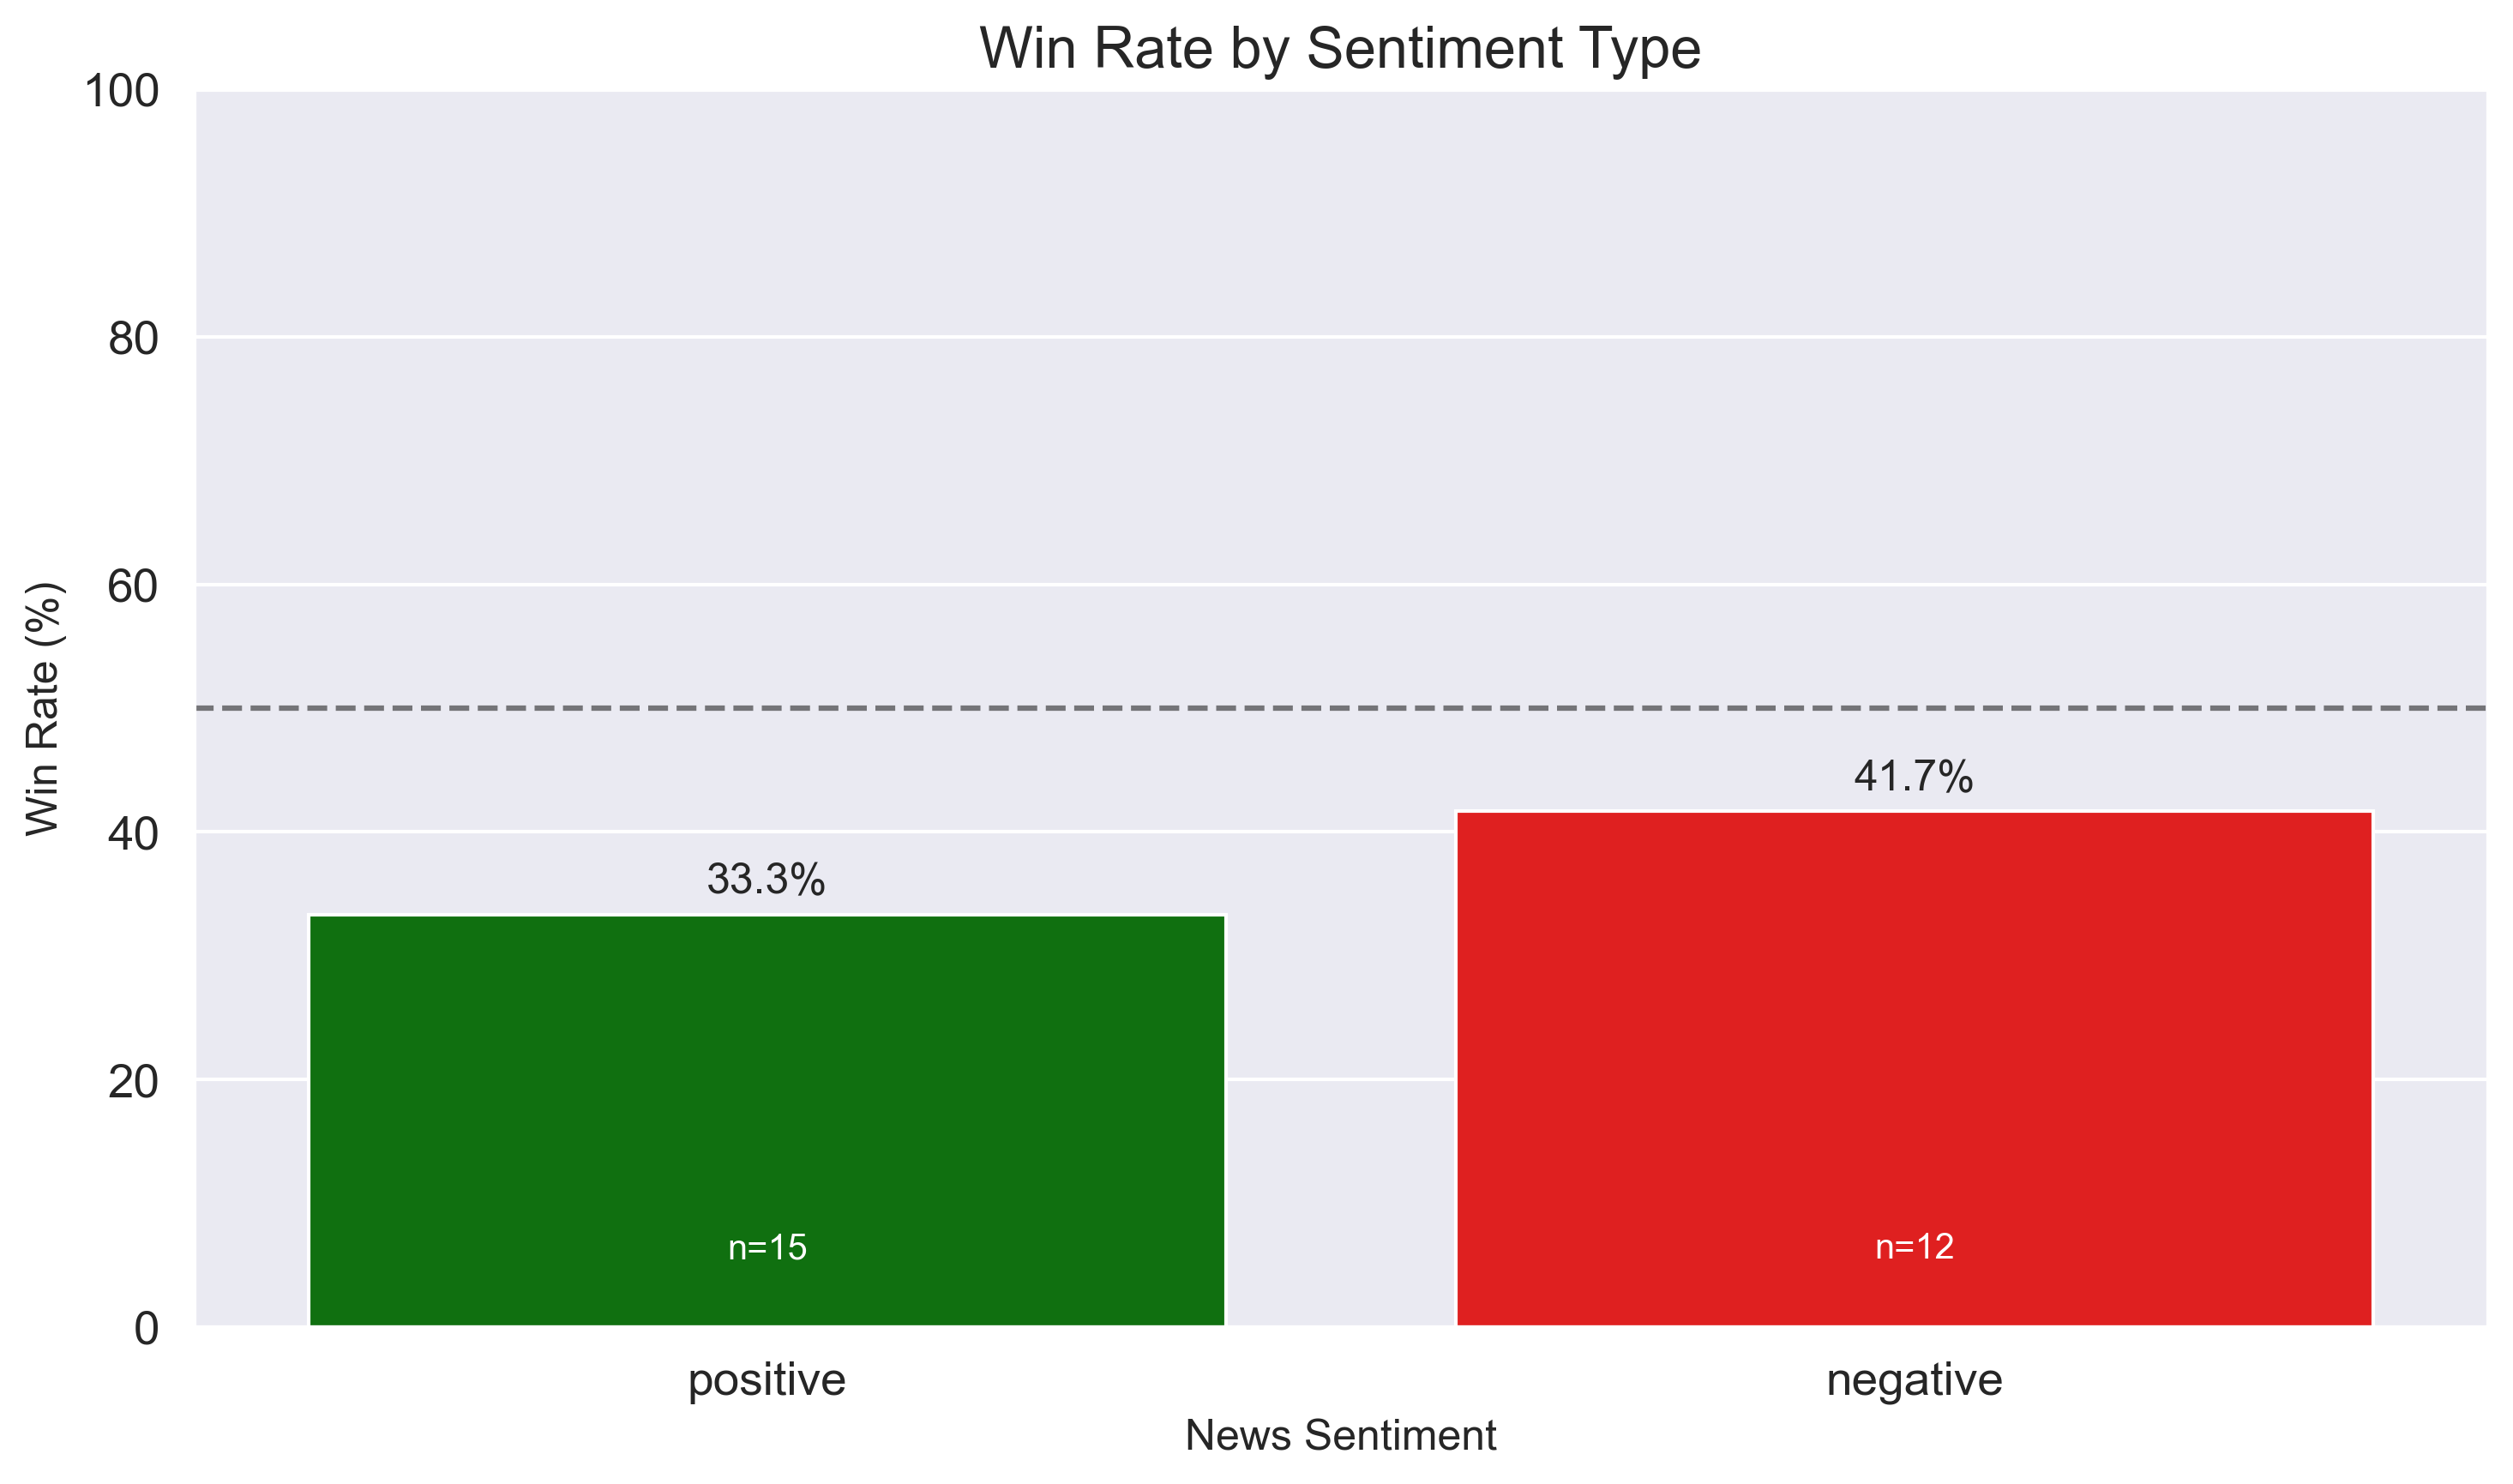 Win Rate by Sentiment Type
100
80
60
40
20
0
Win Rate (%)
33.3%
41.7%
n=15
n=12
positive
negative
News Sentiment